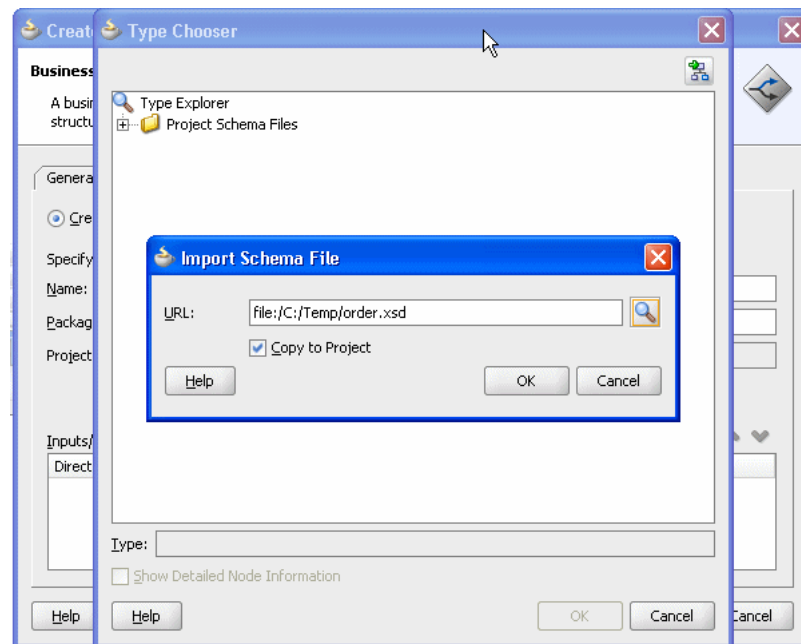 Type Chooser
Business
A busin
structu
Type Explorer
Project Schema Files
Genera
Cre
Specify
Name:
Packag
Project
Import Schema File
URL: file:/C:/Temp/order.xsd
Copy to Project
Help OK Cancel
Inputs/
Direct
Type:
Show Detailed Node Information
Help Help OK Cancel Cancel